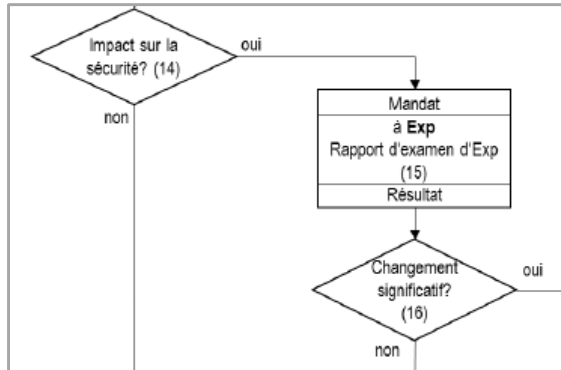 Impact sur la
sécurité? (14)
oui
non
Mandat
à Exp
Rapport d'examen d'Exp
(15)
Résultat
Changement
significatif?
(16)
oui
non